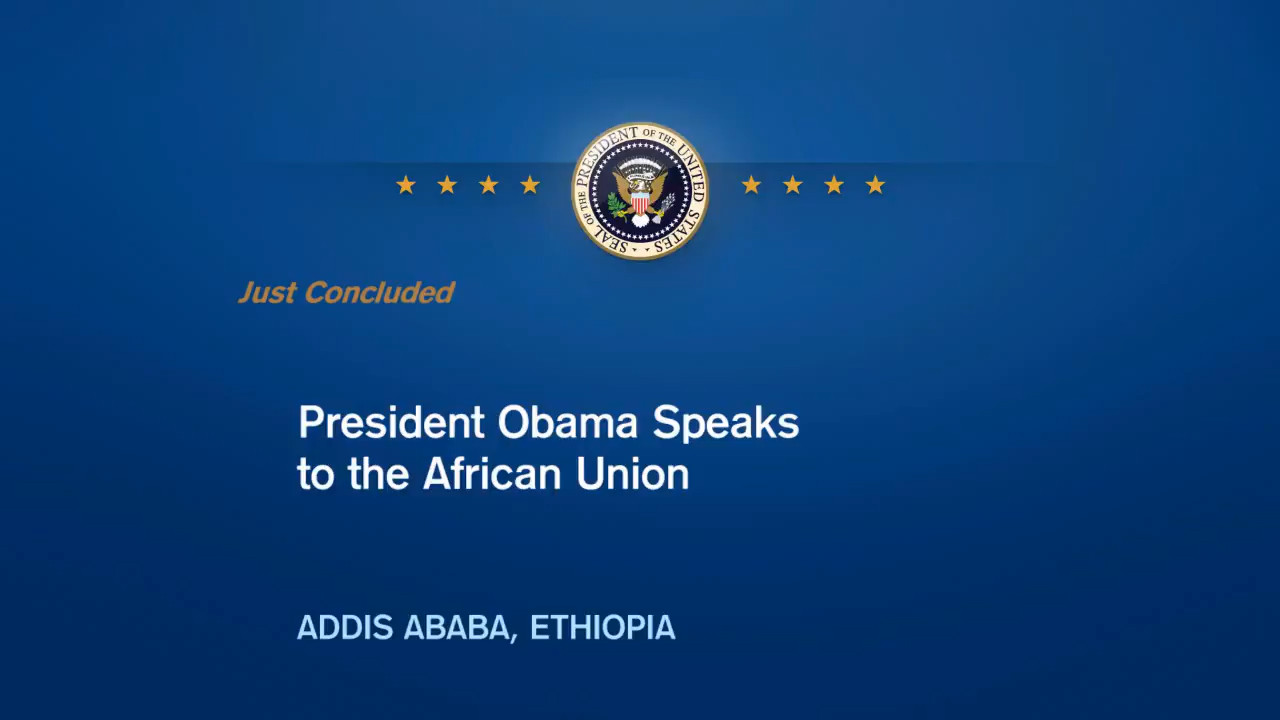 SEAL OF THE PRESIDENT OF THE UNITED STATES
Just Concluded
President Obama Speaks
to the African Union
ADDIS ABABA, ETHIOPIA